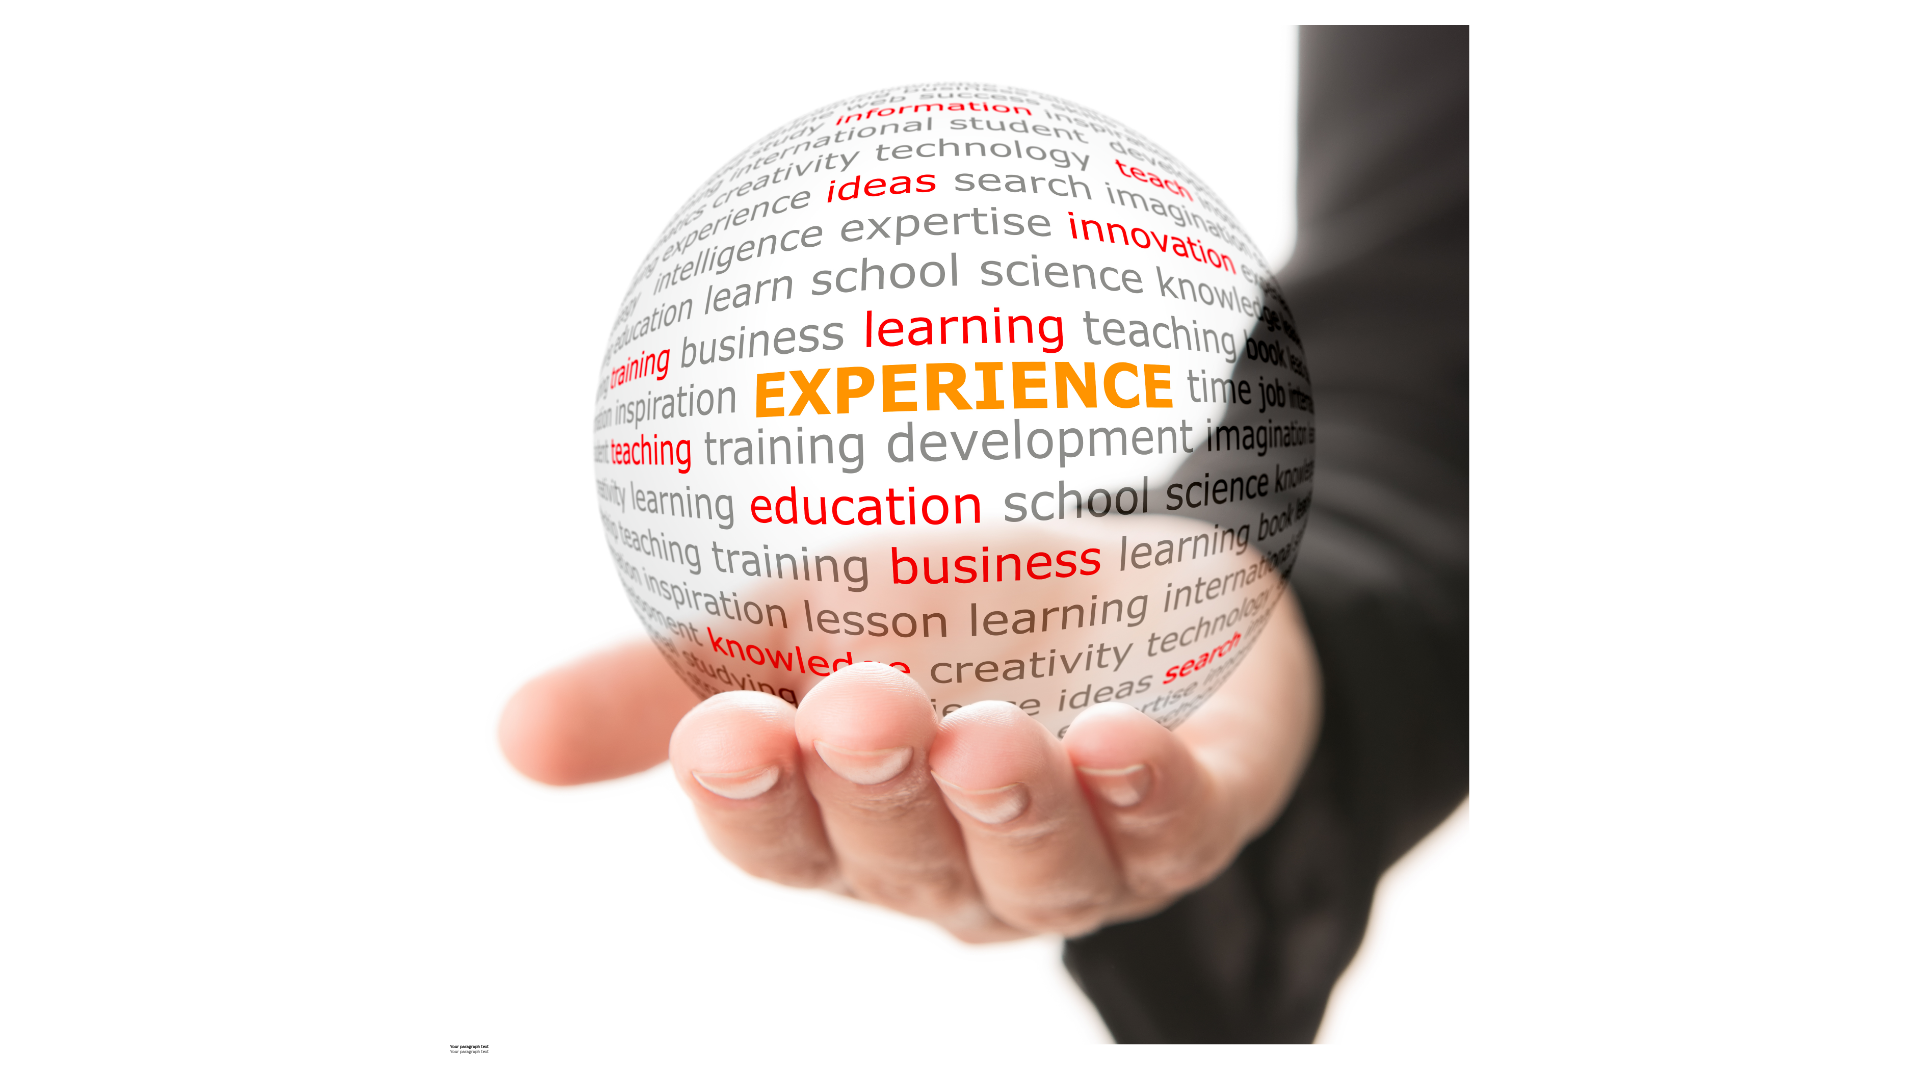 web success
study information
international student
creativity technology teach
experience ideas search imagination
intelligence expertise innovation
education learn school science knowledge
training business learning teaching book
inspiration EXPERIENCE time job
teaching training development imagination
learning education school science
teaching training business learning book
inspiration lesson learning international
knowledge creativity technology
studying ideas search
Your paragraph text
Your paragraph text